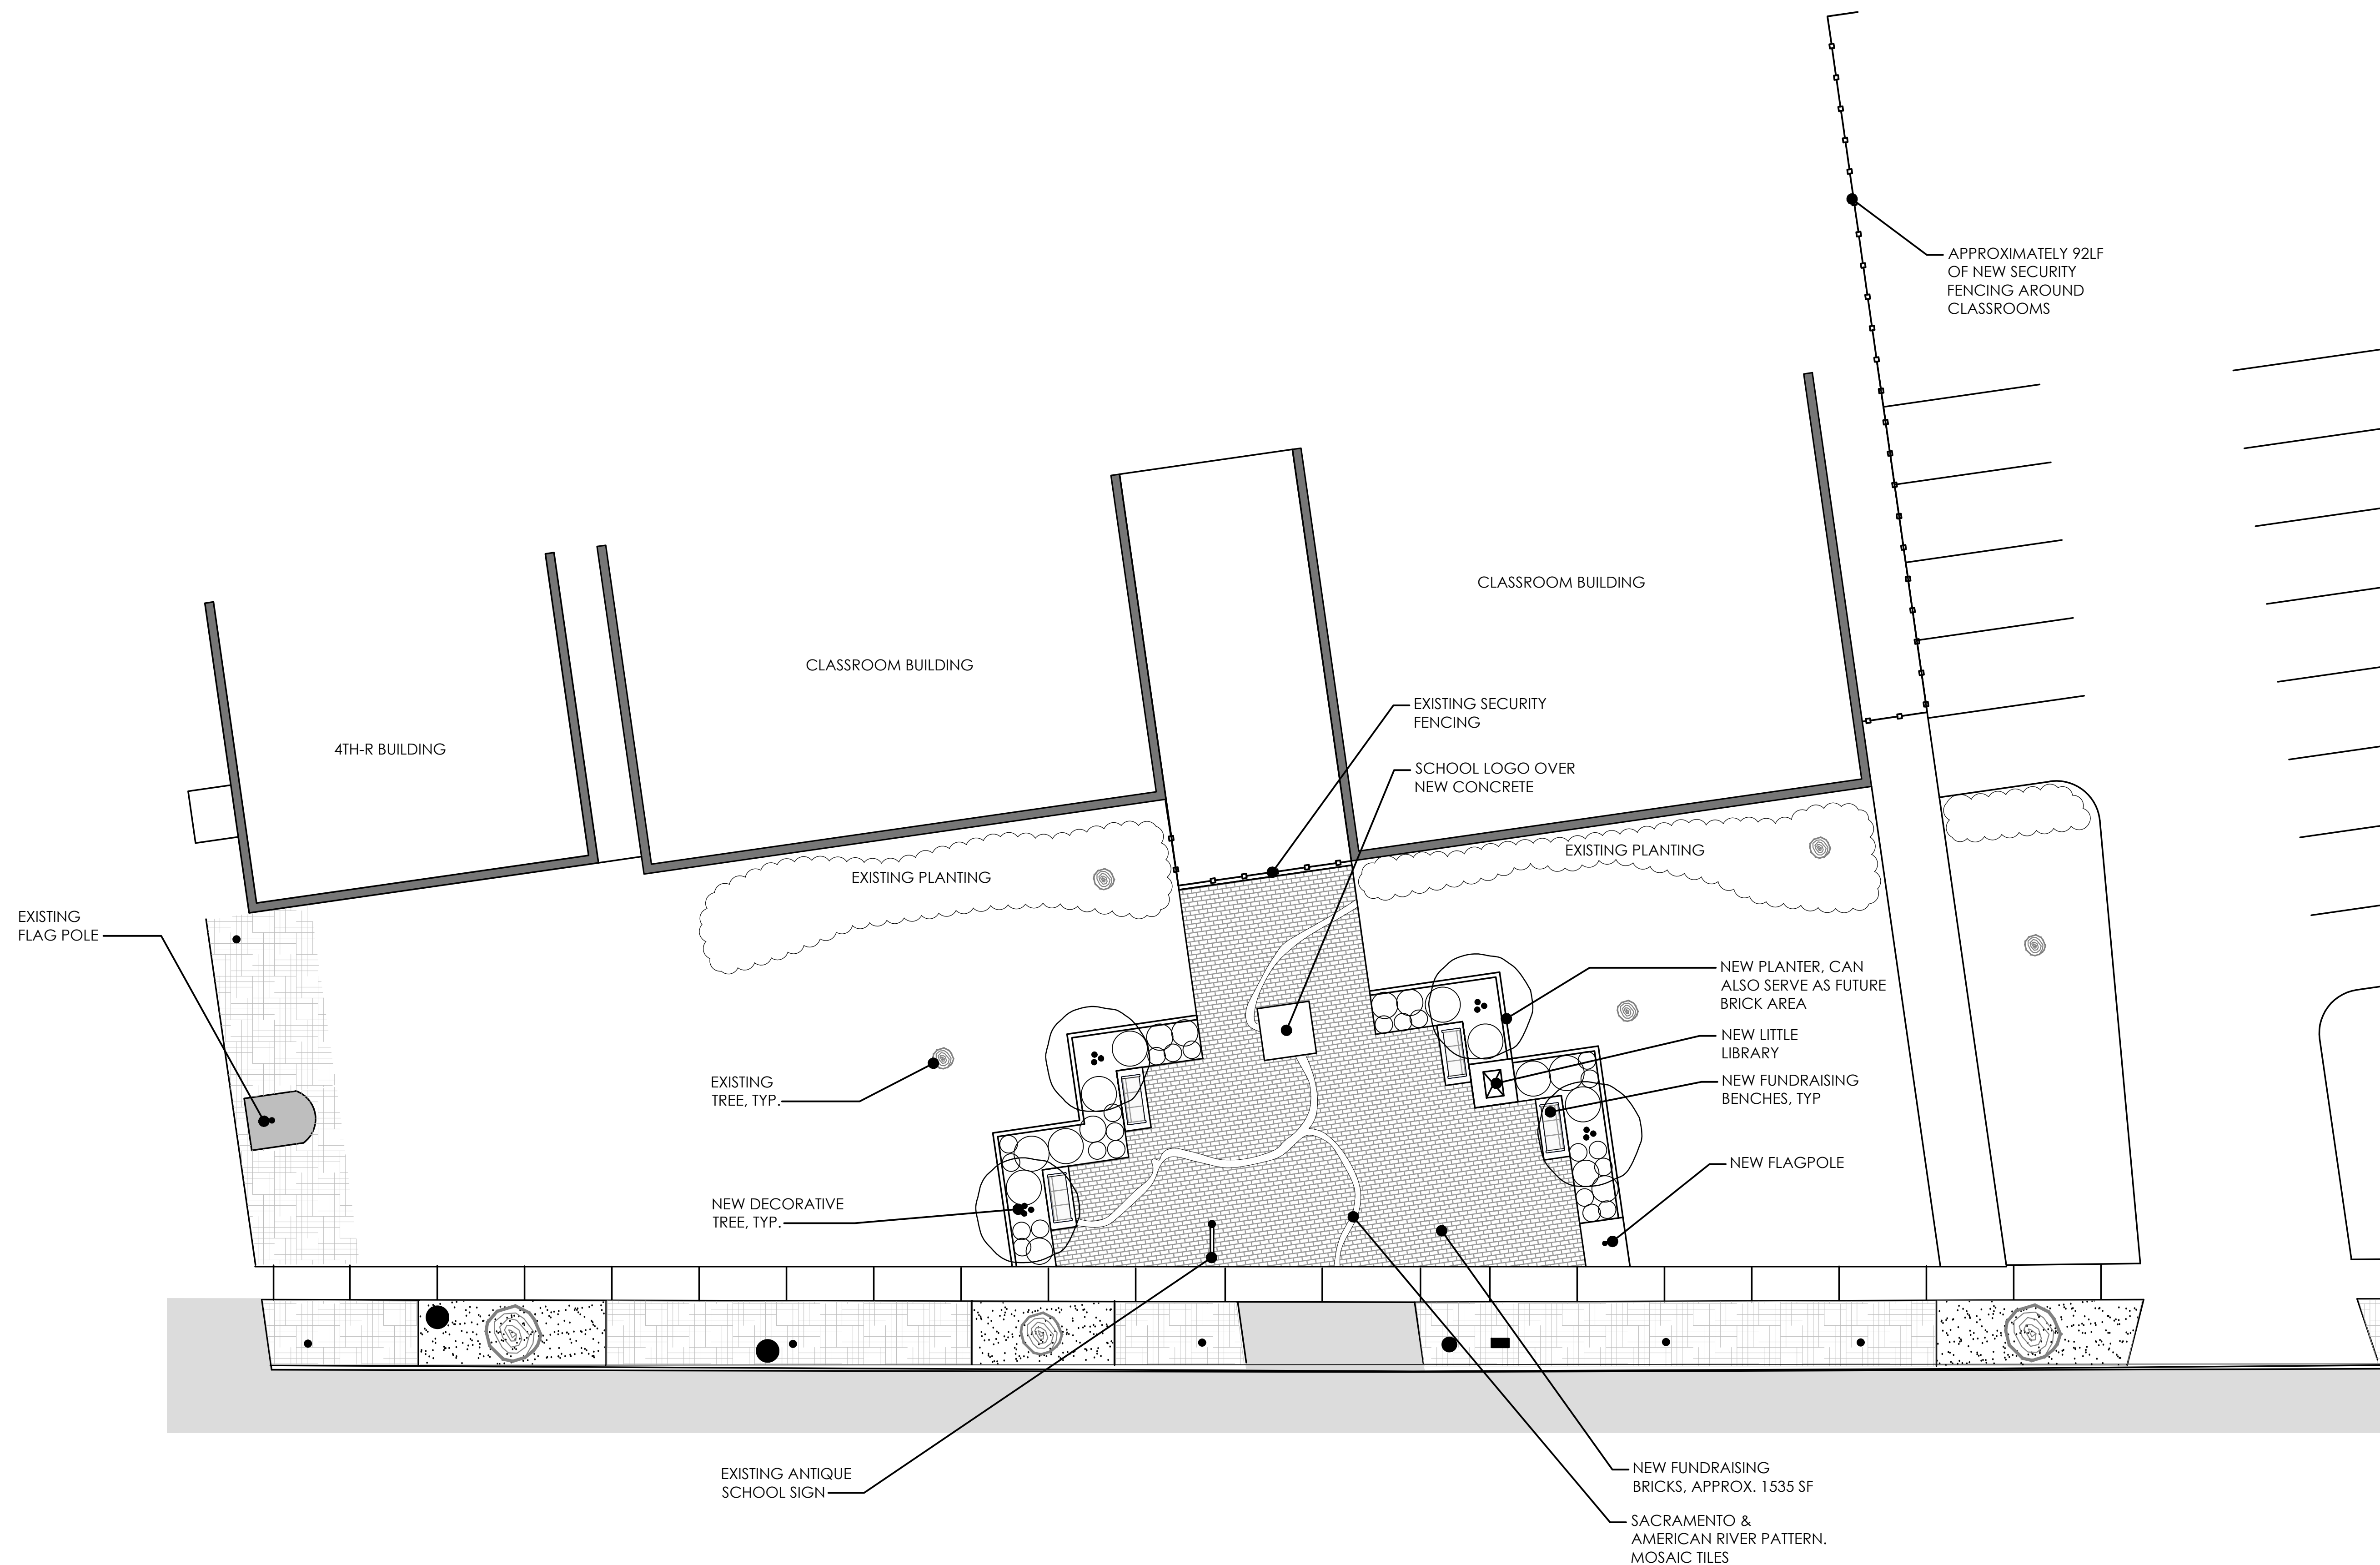 APPROXIMATELY 92LF
OF NEW SECURITY
FENCING AROUND
CLASSROOMS
CLASSROOM BUILDING
CLASSROOM BUILDING
EXISTING SECURITY
FENCING
4TH-R BUILDING
SCHOOL LOGO OVER
NEW CONCRETE
EXISTING PLANTING
EXISTING PLANTING
EXISTING
FLAG POLE
NEW PLANTER, CAN
ALSO SERVE AS FUTURE
BRICK AREA
NEW LITTLE
LIBRARY
EXISTING
TREE, TYP.
NEW FUNDRAISING
BENCHES, TYP
NEW FLAGPOLE
NEW DECORATIVE
TREE, TYP.
EXISTING ANTIQUE
SCHOOL SIGN
NEW FUNDRAISING
BRICKS, APPROX. 1535 SF
SACRAMENTO &
AMERICAN RIVER PATTERN.
MOSAIC TILES